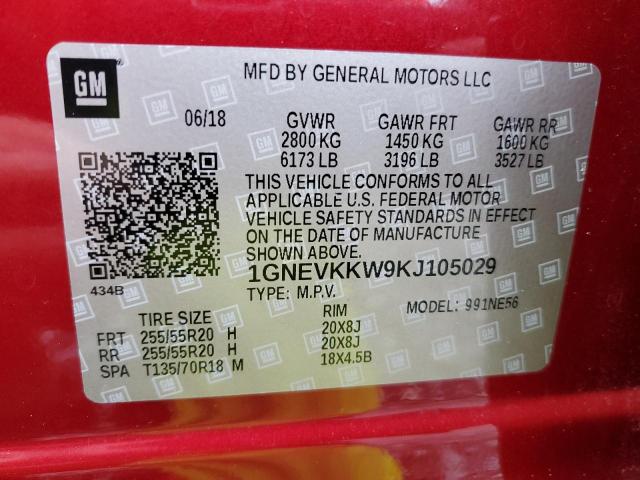 GM
MFD BY GENERAL MOTORS LLC
06/18 GVWR GAWR FRT GAWR RR
2800 KG 1450 KG 1600 KG
6173 LB 3196 LB 3527 LB
THIS VEHICLE CONFORMS TO ALL
APPLICABLE U.S. FEDERAL MOTOR
VEHICLE SAFETY STANDARDS IN EFFECT
ON THE DATE OF MANUFACTURE
SHOWN ABOVE.
1GNEVKKW9KJ105029
434B
TYPE: M.P.V. MODEL: 991NE56
TIRE SIZE RIM
FRT 255/55R20 H 20X8J
RR 255/55R20 H 20X8J
SPA T135/70R18 M 18X4.5B